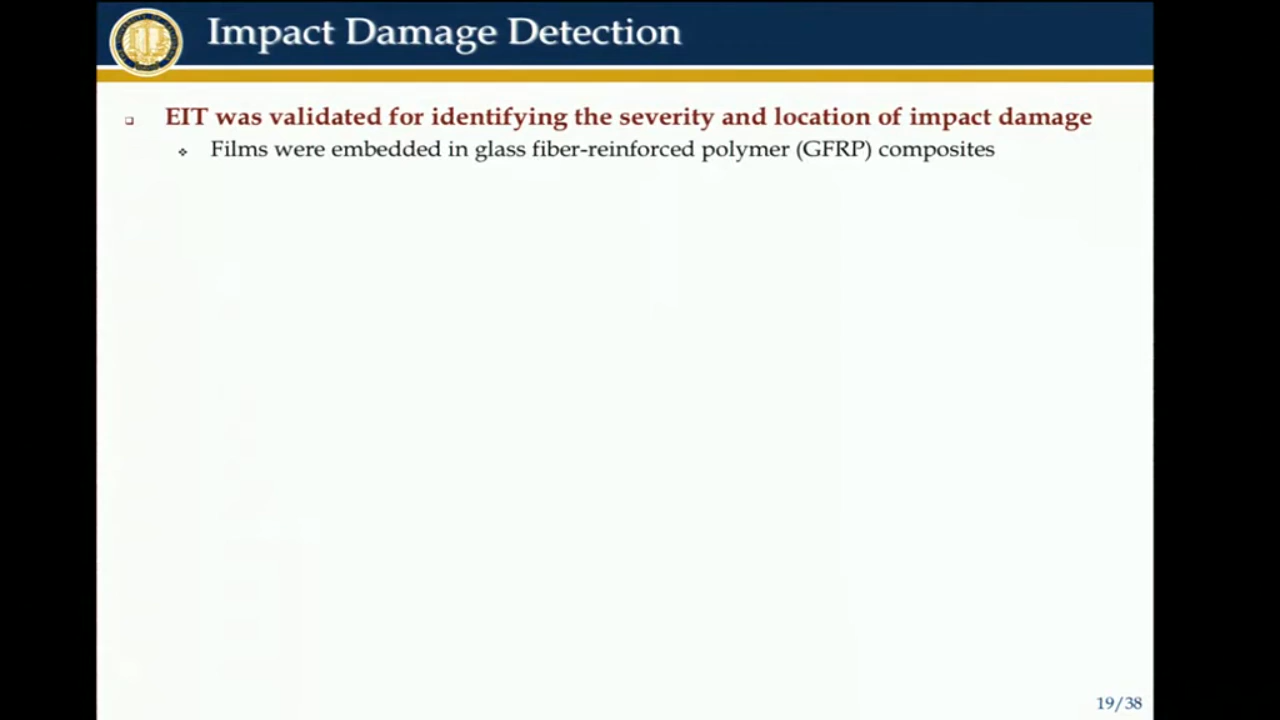 Impact Damage Detection
EIT was validated for identifying the severity and location of impact damage
Films were embedded in glass fiber-reinforced polymer (GFRP) composites
19/38